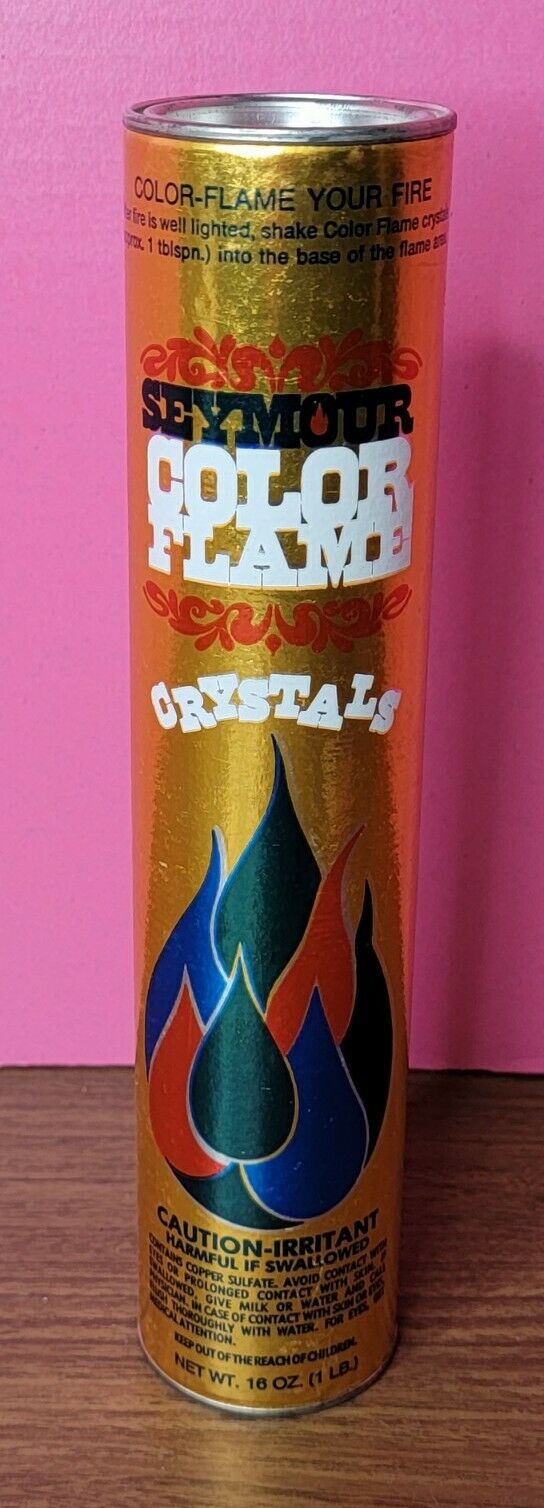 COLOR-FLAME YOUR FIRE
fire is well lighted, shake Color Flame
1 tblspn.) into the base of the flame
SEYMOUR
COLOR
FLAME
CRYSTALS
CAUTION-IRRITANT
HARMFUL IF SWALLOWED
CONTAINS COPPER SULFATE. AVOID CONTACT WITH
EYES OR PROLONGED CONTACT WITH SKIN. IF
SWALLOWED, GIVE MILK OR WATER AND CALL
PHYSICIAN. IN CASE OF CONTACT WITH SKIN OR EYES,
THOROUGHLY WITH WATER. FOR EYES,
MEDICAL ATTENTION.
KEEP OUT OF THE REACH OF CHILDREN.
NET WT. 16 OZ. (1 LB.)